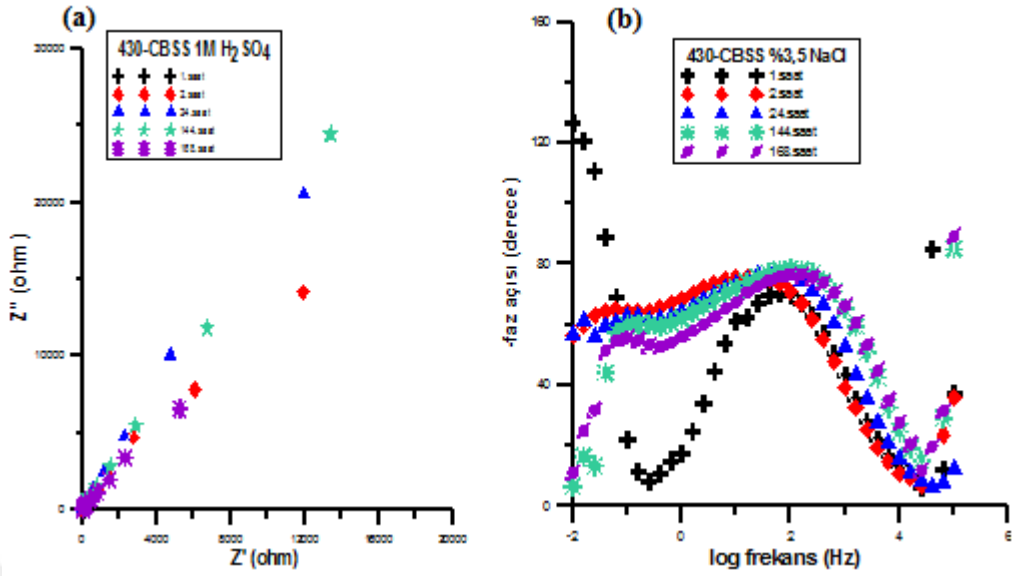 (a)
430-CBSS 1M H₂SO₄
1.saat
2.saat
24.saat
144.saat
168.saat
30000
20000
10000
0
Z'' (ohm)
0
4000
8000
12000
16000
20000
Z' (ohm)
(b)
430-CBSS %3,5 NaCl
1.saat
2.saat
24.saat
144.saat
168.saat
160
120
80
40
0
-faz açısı (derece)
-2
0
2
4
6
log frekans (Hz)